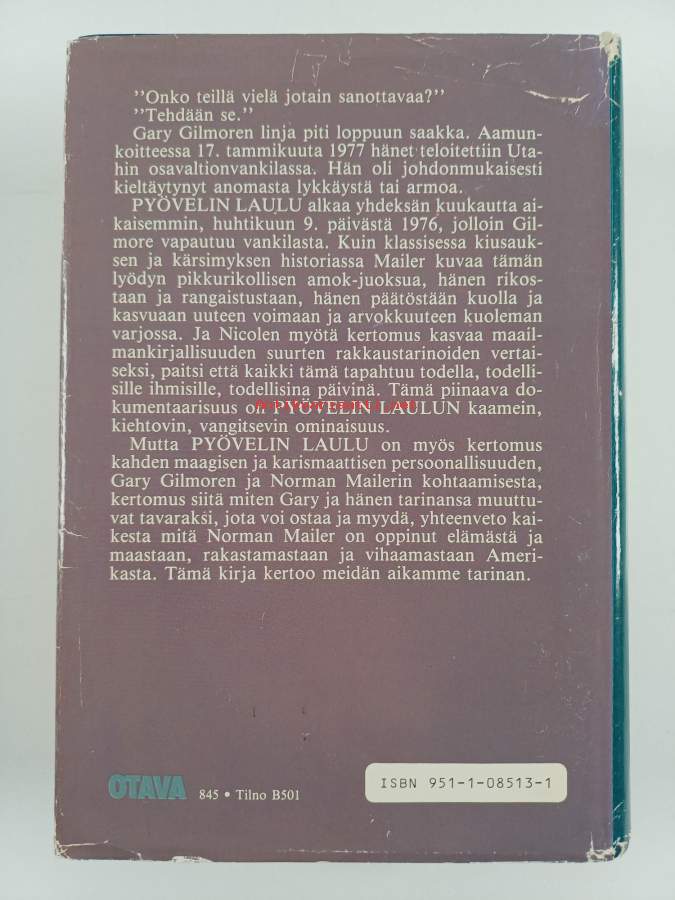 "Onko teillä vielä jotain sanottavaa?"
"Tehdään se."
Gary Gilmoren linja piti loppuun saakka. Aamun-
koitteessa 17. tammikuuta 1977 hänet teloitettiin Uta-
hin osavaltionvankilassa. Hän oli johdonmukaisesti
kieltäytynyt anomasta lykkäystä tai armoa.
PYÖVELIN LAULU alkaa yhdeksän kuukautta ai-
kaisemmin, huhtikuun 9. päivästä 1976, jolloin Gil-
more vapautuu vankilasta. Kuin klassisessa kiusauk-
sen ja kärsimyksen historiassa Mailer kuvaa tämän
lyödyn pikkurikollisen amok-juoksua, hänen rikos-
taan ja rangaistustaan, hänen päätöstään kuolla ja
kasvuaan uuteen voimaan ja arvokkuuteen kuoleman
varjossa. Ja Nicolen myötä kertomus kasvaa maail-
mankirjallisuuden suurten rakkaustarinoiden vertai-
seksi, paitsi että kaikki tämä tapahtuu todella, todelli-
sille ihmisille, todellisina päivinä. Tämä piinaava do-
kumentaarisuus on PYÖVELIN LAULUN kaamein,
kiehtovin, vangitsevin ominaisuus.
Mutta PYÖVELIN LAULU on myös kertomus
kahden maagisen ja karismaattisen persoonallisuuden,
Gary Gilmoren ja Norman Mailerin kohtaamisesta,
kertomus siitä miten Gary ja hänen tarinansa muuttu-
vat tavaraksi, jota voi ostaa ja myydä, yhteenveto kai-
kesta mitä Norman Mailer on oppinut elämästä ja
maastaan, rakastamastaan ja vihaamastaan Ameri-
kasta. Tämä kirja kertoo meidän aikamme tarinan.
OTAVA 845 • Tilno B501
ISBN 951-1-08513-1